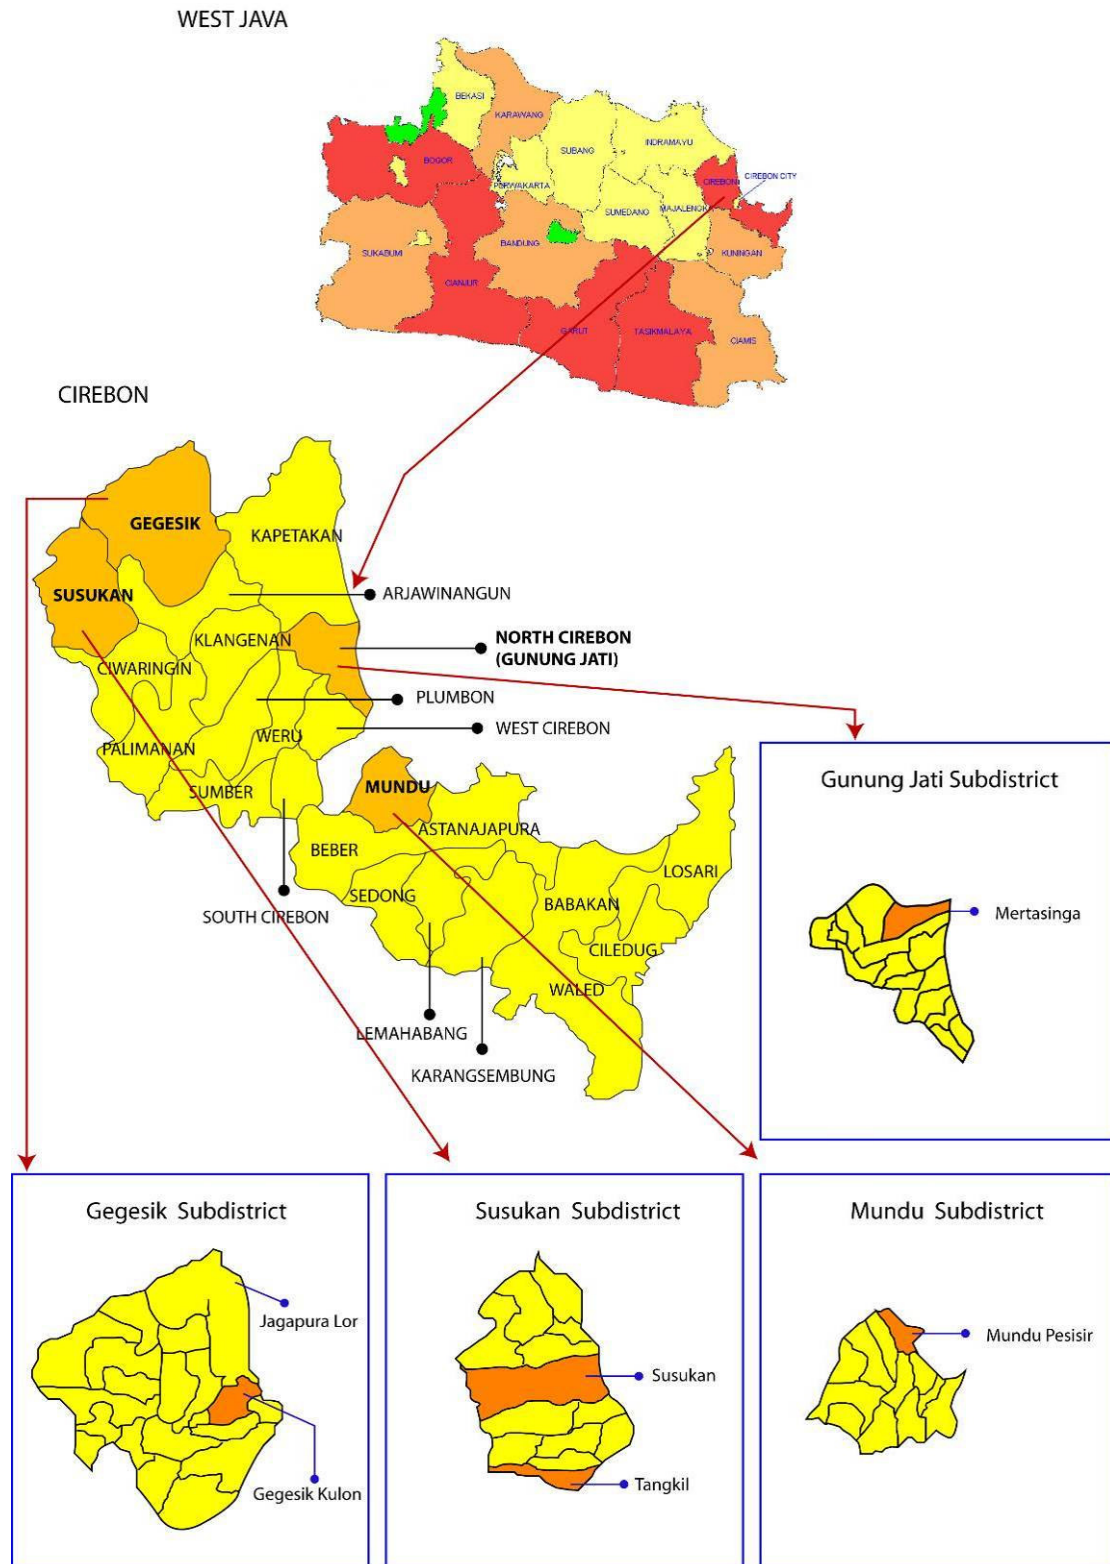 WEST JAVA
BEKASI
KARAWANG
SUBANG
INDRAMAYU
BOGOR
PURWAKARTA
CIREBON
CIREBON CITY
SUMEDANG
MAJALENGKA
BANDUNG
SUKABUMI
KUNINGAN
CIANJUR
GARUT
TASIKMALAYA
CIAMIS
CIREBON
GEGESIK
KAPETAKAN
SUSUKAN
ARJAWINANGUN
KLANGENAN
NORTH CIREBON
(GUNUNG JATI)
CIWARINGIN
PLUMBON
WEST CIREBON
WERU
PALIMANAN
SUMBER
MUNDU
ASTANAJAPURA
BEBER
LOSARI
SEDONG
BABAKAN
SOUTH CIREBON
CILEDUG
WALED
LEMAHABANG
KARANGSEMBUNG
Gunung Jati Subdistrict
Mertasinga
Gegesik Subdistrict
Jagapura Lor
Gegesik Kulon
Susukan Subdistrict
Susukan
Tangkil
Mundu Subdistrict
Mundu Pesisir